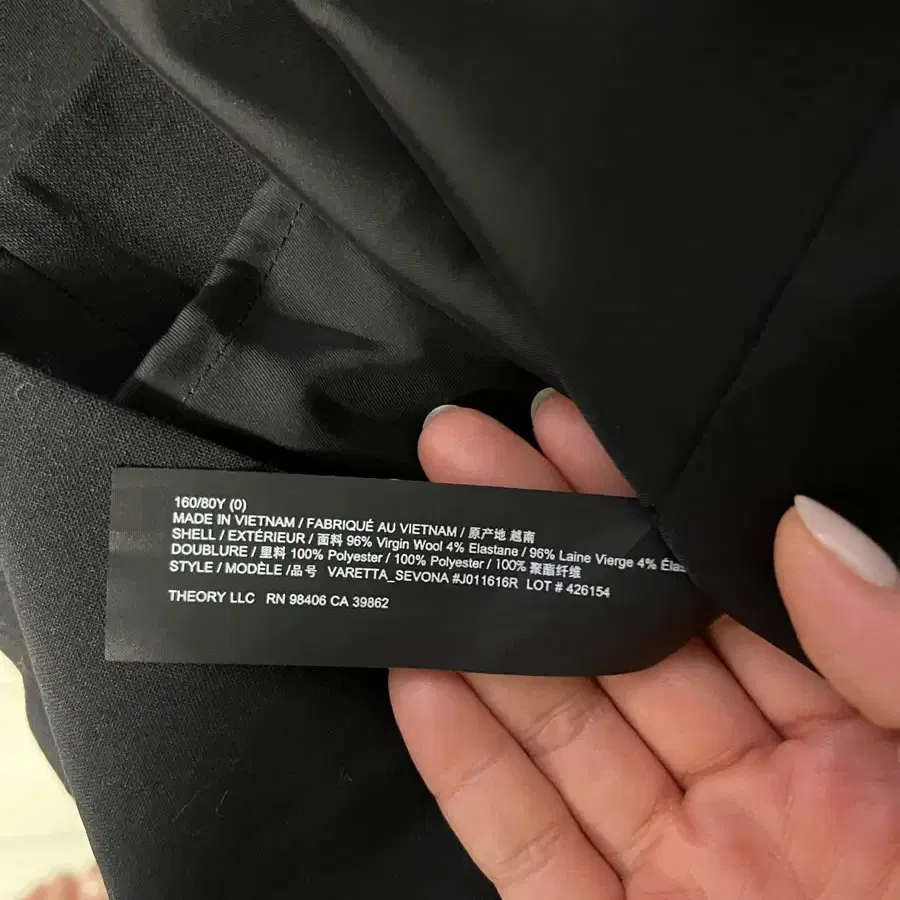 160/80Y (0)
MADE IN VIETNAM / FABRIQUÉ AU VIETNAM / 原产地 越南
SHELL / EXTÉRIEUR / 面料 96% Virgin Wool 4% Elastane / 96% Laine Vierge 4%
DOUBLURE / 里料 100% Polyester / 100% Polyester / 100% 聚酯纤维
STYLE / MODÈLE /品号 VARETTA_SEVONA #J011616R LOT # 426154
THEORY LLC RN 98406 CA 39862